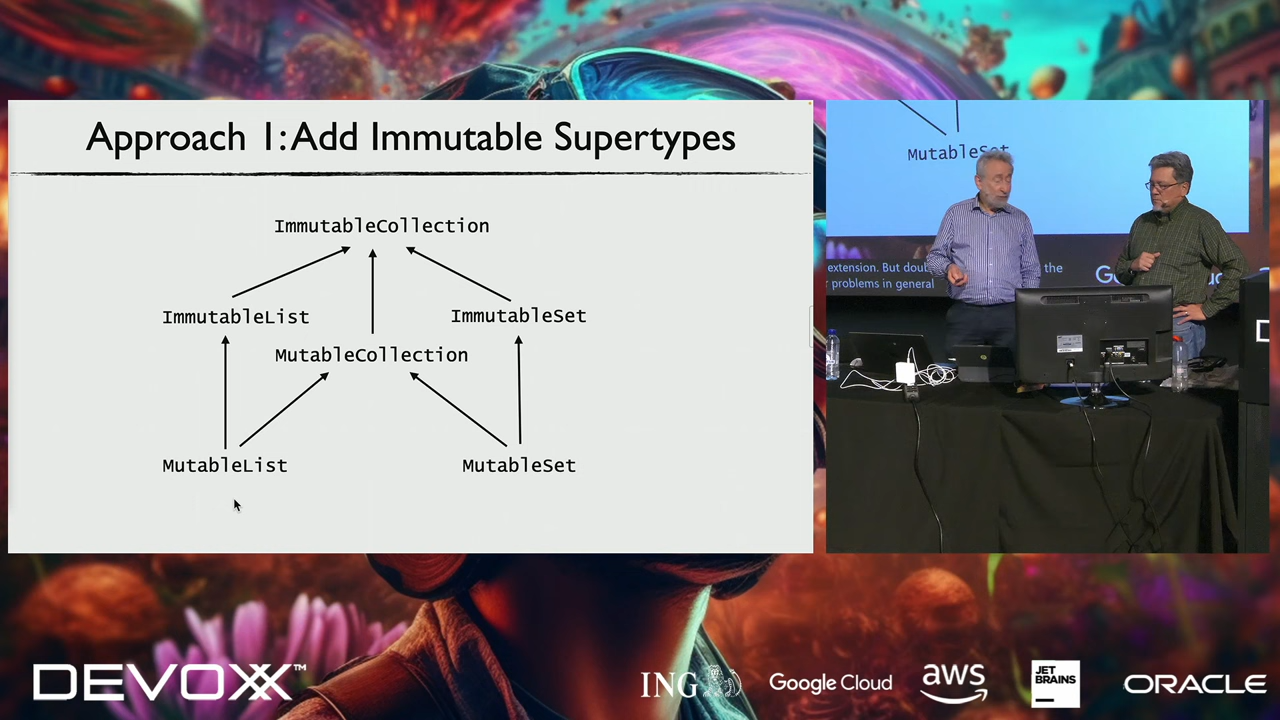 Approach 1: Add Immutable Supertypes
ImmutableCollection
ImmutableList
ImmutableSet
MutableCollection
MutableList
MutableSet
MutableSet
extension. But doub the
problems in general
DEVOXX™
ING
Google Cloud
aws
JET
BRAINS
ORACLE